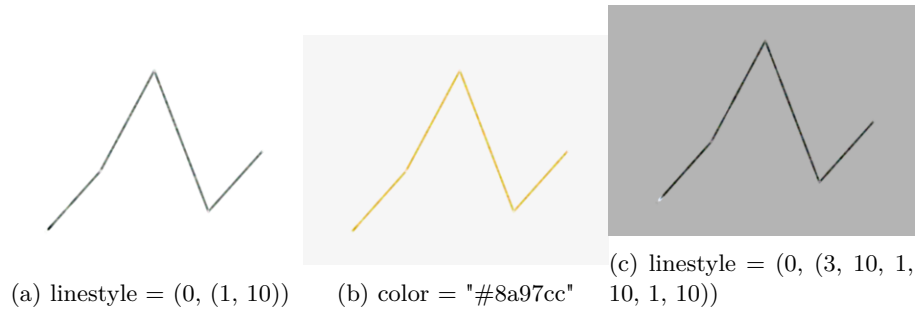 (a) linestyle = (0, (1, 10))
(b) color = "#8a97cc"
(c) linestyle = (0, (3, 10, 1,
10, 1, 10))